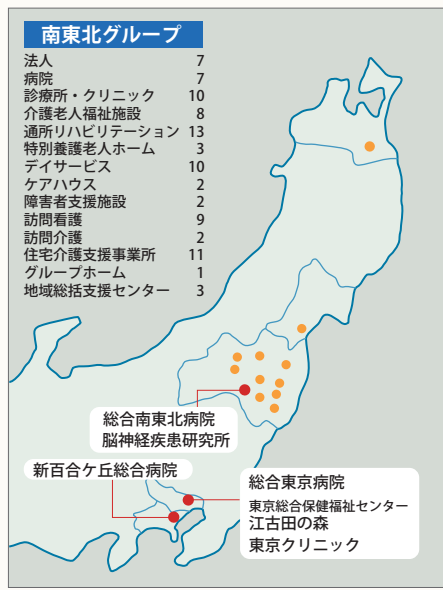 南東北グループ
法人 7
病院 7
診療所・クリニック 10
介護老人福祉施設 8
通所リハビリテーション 13
特別養護老人ホーム 3
デイサービス 10
ケアハウス 2
障害者支援施設 2
訪問看護 9
訪問介護 2
住宅介護支援事業所 11
グループホーム 1
地域総括支援センター 3
総合南東北病院
脳神経疾患研究所
新百合ケ丘総合病院
総合東京病院
東京総合保健福祉センター
江古田の森
東京クリニック